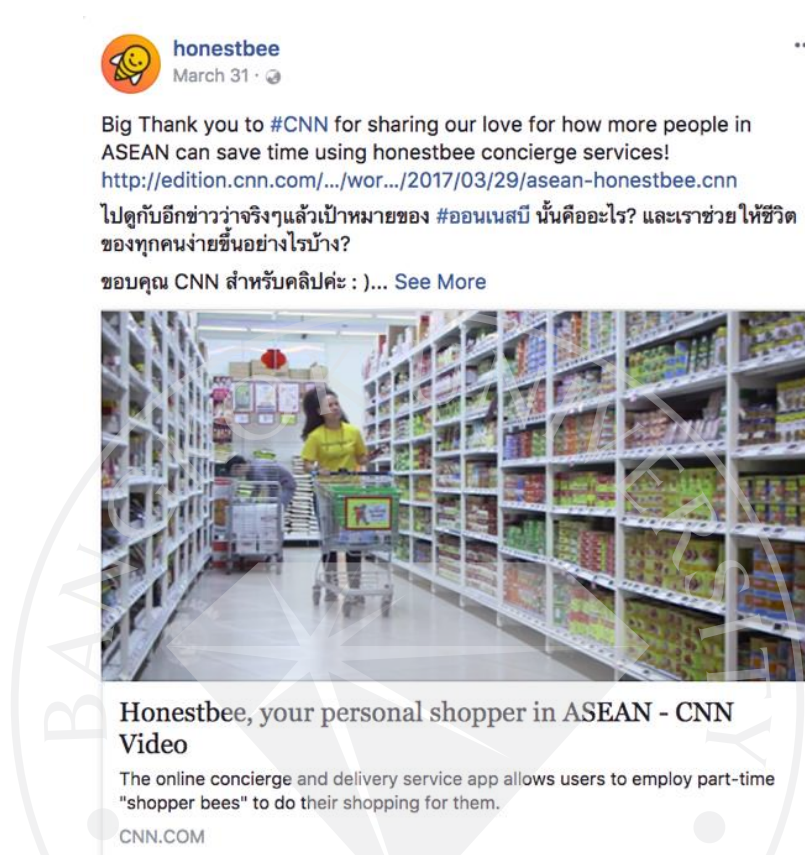 honestbee
March 31 ·
Big Thank you to #CNN for sharing our love for how more people in
ASEAN can save time using honestbee concierge services!
http://edition.cnn.com/.../wor.../2017/03/29/asean-honestbee.cnn
ไปดูกับอีกข่าวว่าจริงๆแล้วเป้าหมายของ #ออนเนสบี นั้นคืออะไร? และเราช่วยให้ชีวิต
ของทุกคนง่ายขึ้นอย่างไรบ้าง?
ขอบคุณ CNN สำหรับคลิปค่ะ : )... See More
Honestbee, your personal shopper in ASEAN - CNN
Video
The online concierge and delivery service app allows users to employ part-time
"shopper bees" to do their shopping for them.
CNN.COM
BANGKOK UNIVERSITY